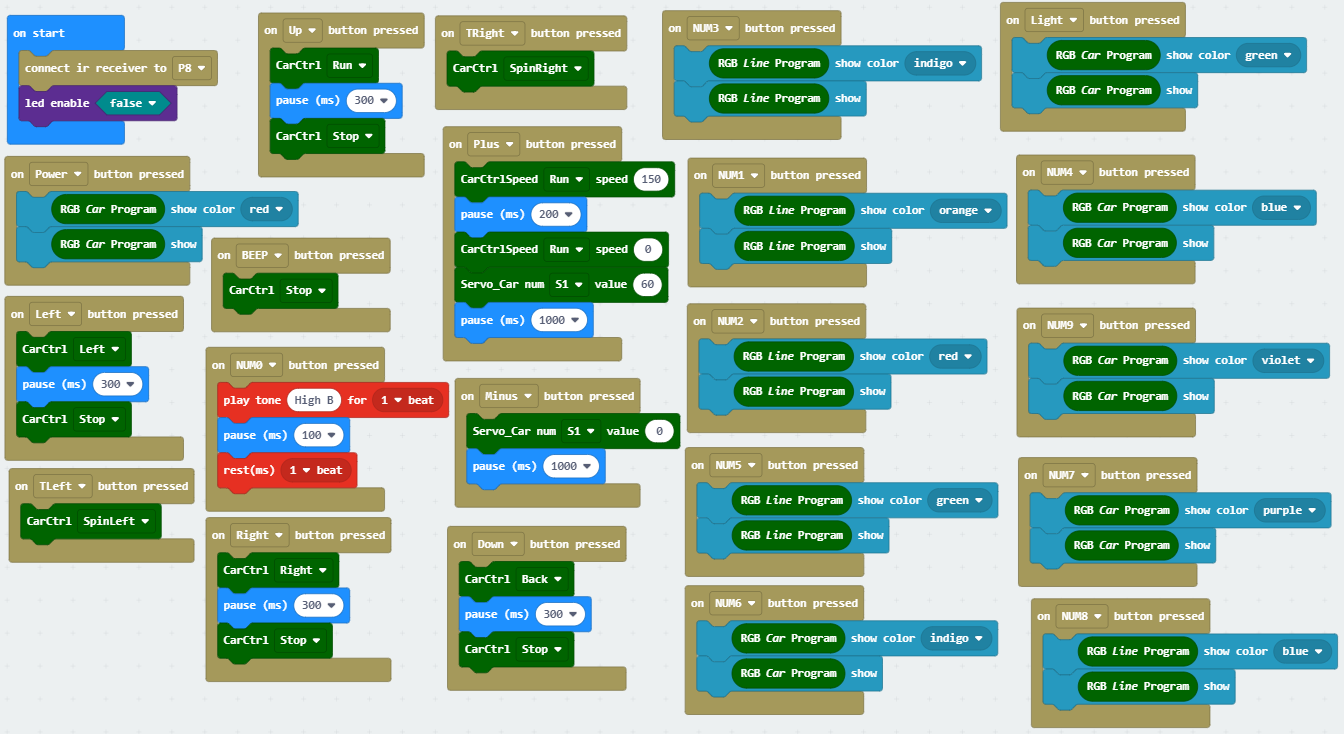 on start
connect ir receiver to P8
led enable false
on Power button pressed
RGB Car Program show color red
RGB Car Program show
on Left button pressed
CarCtrl Left
pause (ms) 300
CarCtrl Stop
on TLeft button pressed
CarCtrl SpinLeft
on Up button pressed
CarCtrl Run
pause (ms) 300
CarCtrl Stop
on BEEP button pressed
CarCtrl Stop
on NUM0 button pressed
play tone High B for 1 beat
pause (ms) 100
rest(ms) 1 beat
on Right button pressed
CarCtrl Right
pause (ms) 300
CarCtrl Stop
on TRight button pressed
CarCtrl SpinRight
on Plus button pressed
CarCtrlSpeed Run speed 150
pause (ms) 200
CarCtrlSpeed Run speed 0
Servo_Car num S1 value 60
pause (ms) 1000
on Minus button pressed
Servo_Car num S1 value 0
pause (ms) 1000
on Down button pressed
CarCtrl Back
pause (ms) 300
CarCtrl Stop
on NUM3 button pressed
RGB Line Program show color indigo
RGB Line Program show
on NUM1 button pressed
RGB Line Program show color orange
RGB Line Program show
on NUM2 button pressed
RGB Line Program show color red
RGB Line Program show
on NUM5 button pressed
RGB Line Program show color green
RGB Line Program show
on NUM6 button pressed
RGB Car Program show color indigo
RGB Car Program show
on Light button pressed
RGB Car Program show color green
RGB Car Program show
on NUM4 button pressed
RGB Car Program show color blue
RGB Car Program show
on NUM9 button pressed
RGB Car Program show color violet
RGB Car Program show
on NUM7 button pressed
RGB Car Program show color purple
RGB Car Program show
on NUM8 button pressed
RGB Line Program show color blue
RGB Line Program show